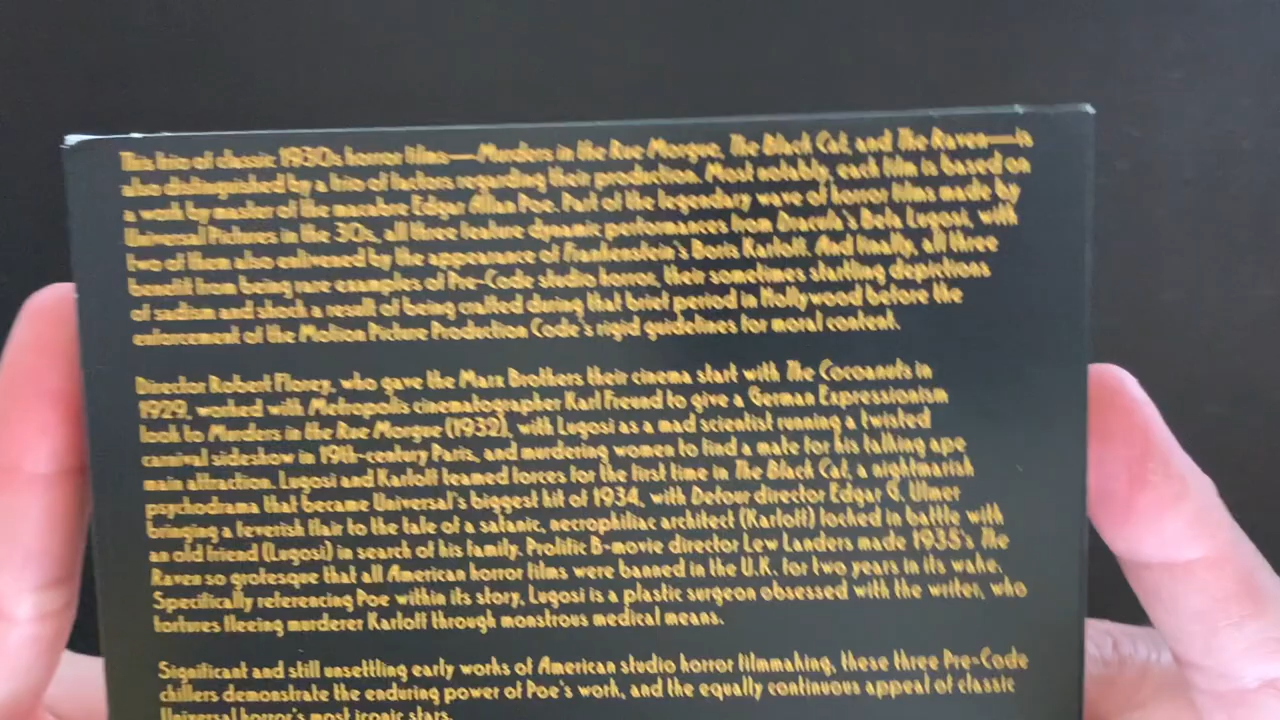 This trio of classic 1930s horror films—Murders in the Rue Morgue, The Black Cat, and The Raven—is
also distinguished by a trio of factors regarding their production. Most notably, each film is based on
a work by master of the macabre Edgar Allan Poe. Part of the legendary wave of horror films made by
Universal Pictures in the 30s, all three feature dynamic performances from Dracula's Bela Lugosi, with
two of them also enlivened by the appearance of Frankenstein's Boris Karloff. And finally, all three
benefit from being rare examples of Pre-Code studio horror, their sometimes startling depictions
of sadism and shock a result of being crafted during that brief period in Hollywood before the
enforcement of the Motion Picture Production Code's rigid guidelines for moral content.
Director Robert Florey, who gave the Marx Brothers their cinema start with The Cocoanuts in
1929, worked with Metropolis cinematographer Karl Freund to give a German Expressionism
look to Murders in the Rue Morgue (1932), with Lugosi as a mad scientist running a twisted
carnival sideshow in 19th-century Paris, and murdering women to find a mate for his talking ape
main attraction. Lugosi and Karloff teamed forces for the first time in The Black Cat, a nightmarish
psychodrama that became Universal's biggest hit of 1934, with Detour director Edgar G. Ulmer
bringing a feverish flair to the tale of a satanic, necrophiliac architect (Karloff) locked in battle with
an old friend (Lugosi) in search of his family. Prolific B-movie director Lew Landers made 1935's The
Raven so grotesque that all American horror films were banned in the U.K. for two years in its wake.
Specifically referencing Poe within its story, Lugosi is a plastic surgeon obsessed with the writer, who
tortures fleeing murderer Karloff through monstrous medical means.
Significant and still unsettling early works of American studio horror filmmaking, these three Pre-Code
chillers demonstrate the enduring power of Poe's work, and the equally continuous appeal of classic
Universal horror's most iconic stars.